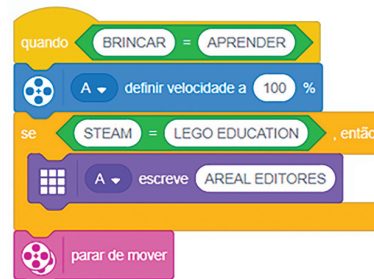 quando BRINCAR = APRENDER
A definir velocidade a 100 %
se STEAM = LEGO EDUCATION , então
A escreve AREAL EDITORES
parar de mover